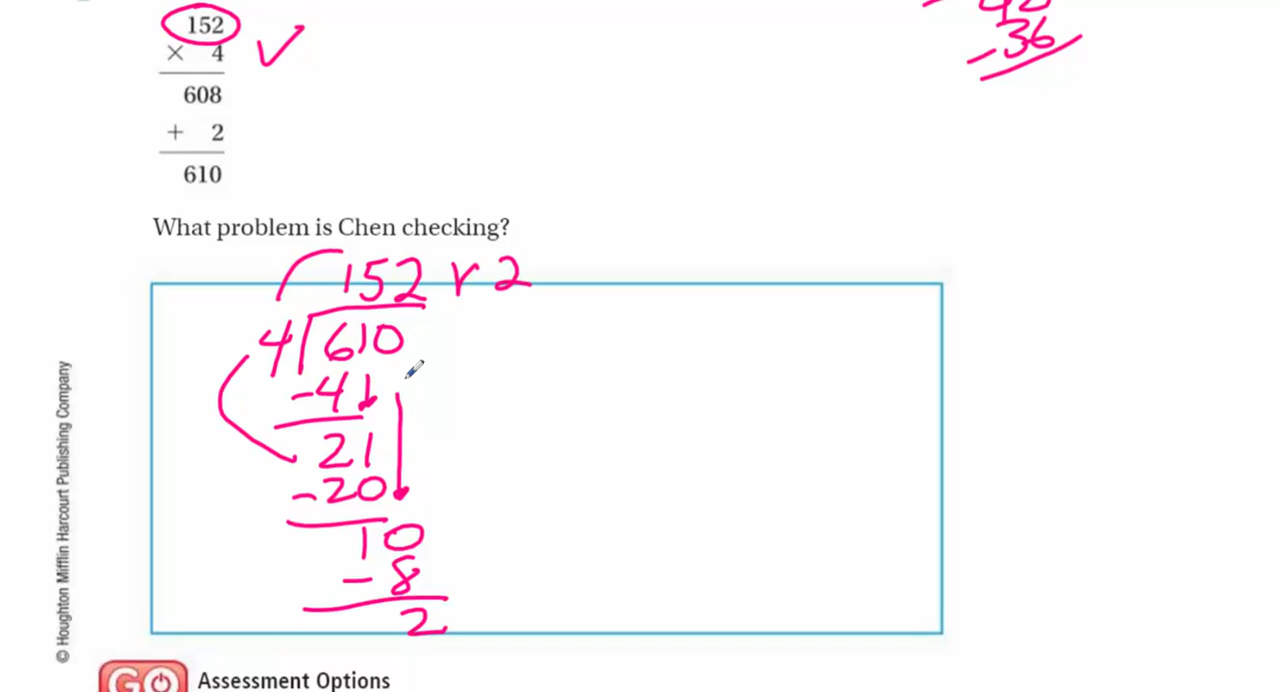 152
× 4
608
+ 2
610
42
-36
What problem is Chen checking?
152 r 2
4 610
-4
21
-20
10
- 8
2
© Houghton Mifflin Harcourt Publishing Company
GO
Assessment Options